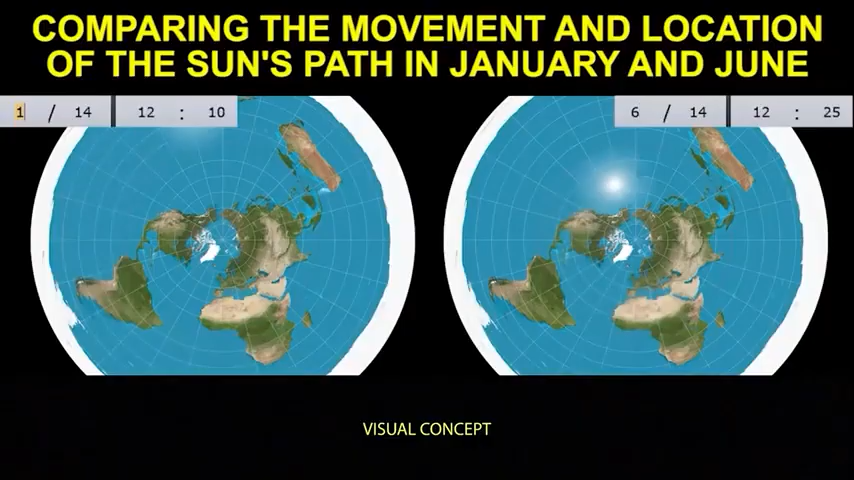 COMPARING THE MOVEMENT AND LOCATION
OF THE SUN'S PATH IN JANUARY AND JUNE
1 / 14 12 : 10
6 / 14 12 : 25
VISUAL CONCEPT